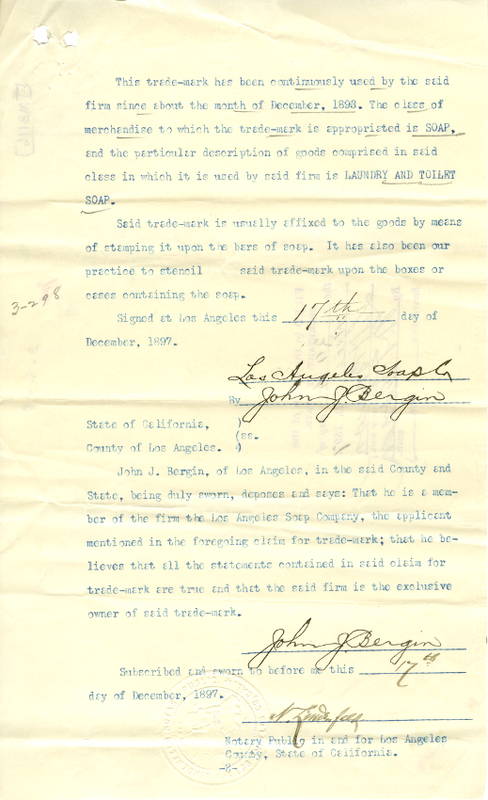 This trade-mark has been continuously used by the said
firm since about the month of December, 1893. The class of
merchandise to which the trade-mark is appropriated is SOAP,
and the particular description of goods comprised in said
class in which it is used by said firm is LAUNDRY AND TOILET
SOAP.
Said trade-mark is usually affixed to the goods by means
of stamping it upon the bars of soap. It has also been our
practice to stencil said trade-mark upon the boxes or
cases containing the soap.
3-298
Signed at Los Angeles this 17th day of
December, 1897.
Los Angeles Soap Co
By John J. Bergin
State of California, )
(ss.
County of Los Angeles. )
John J. Bergin, of Los Angeles, in the said County and
State, being duly sworn, deposes and says: That he is a mem-
ber of the firm the Los Angeles Soap Company, the applicant
mentioned in the foregoing claim for trade-mark; that he be-
lieves that all the statements contained in said claim for
trade-mark are true and that the said firm is the exclusive
owner of said trade-mark.
John J. Bergin
Subscribed and sworn to before me this 17th
day of December, 1897.
Notary Public in and for Los Angeles
County, State of California.
-2-